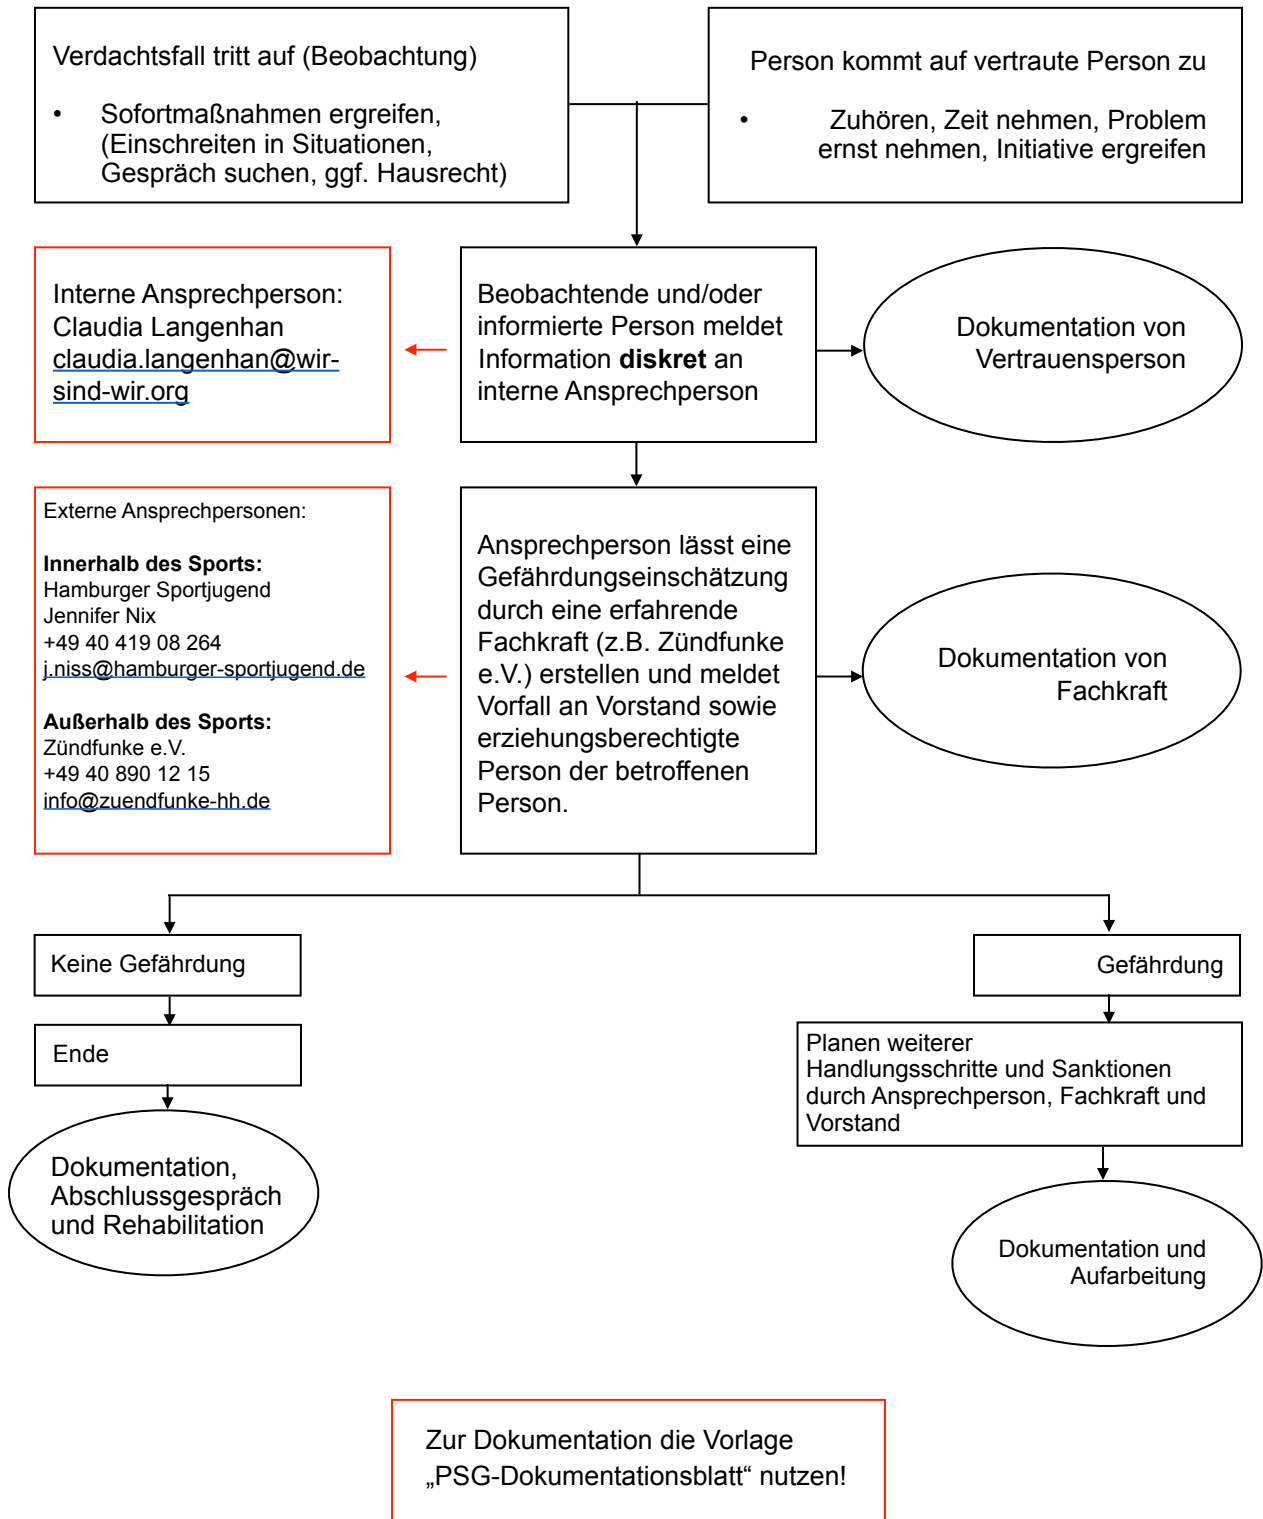 Verdachtsfall tritt auf (Beobachtung)
• Sofortmaßnahmen ergreifen,
(Einschreiten in Situationen,
Gespräch suchen, ggf. Hausrecht)
Person kommt auf vertraute Person zu
• Zuhören, Zeit nehmen, Problem
ernst nehmen, Initiative ergreifen
Interne Ansprechperson:
Claudia Langenhan
claudia.langenhan@wir-
sind-wir.org
Beobachtende und/oder
informierte Person meldet
Information diskret an
interne Ansprechperson
Dokumentation von
Vertrauensperson
Externe Ansprechpersonen:
Innerhalb des Sports:
Hamburger Sportjugend
Jennifer Nix
+49 40 419 08 264
j.niss@hamburger-sportjugend.de
Außerhalb des Sports:
Zündfunke e.V.
+49 40 890 12 15
info@zuendfunke-hh.de
Ansprechperson lässt eine
Gefährdungseinschätzung
durch eine erfahrende
Fachkraft (z.B. Zündfunke
e.V.) erstellen und meldet
Vorfall an Vorstand sowie
erziehungsberechtigte
Person der betroffenen
Person.
Dokumentation von
Fachkraft
Keine Gefährdung
Gefährdung
Ende
Planen weiterer
Handlungsschritte und Sanktionen
durch Ansprechperson, Fachkraft und
Vorstand
Dokumentation,
Abschlussgespräch
und Rehabilitation
Dokumentation und
Aufarbeitung
Zur Dokumentation die Vorlage
„PSG-Dokumentationsblatt“ nutzen!